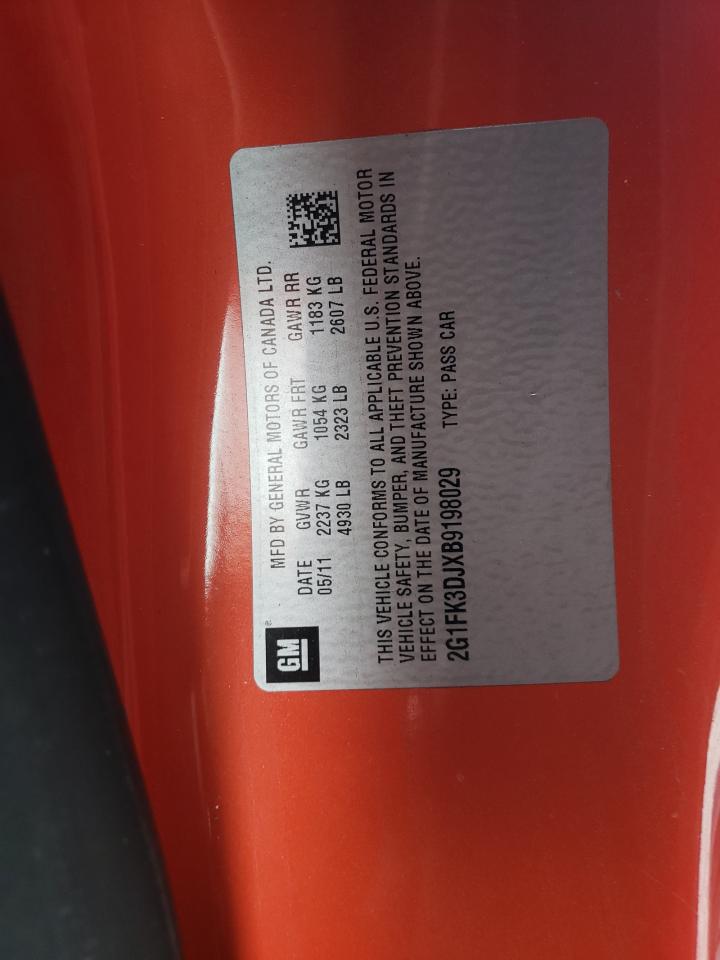 GM
MFD BY GENERAL MOTORS OF CANADA LTD.
DATE GVWR GAWR FRT GAWR RR
05/11 2237 KG 1054 KG 1183 KG
4930 LB 2323 LB 2607 LB
THIS VEHICLE CONFORMS TO ALL APPLICABLE U.S. FEDERAL MOTOR
VEHICLE SAFETY, BUMPER, AND THEFT PREVENTION STANDARDS IN
EFFECT ON THE DATE OF MANUFACTURE SHOWN ABOVE.
2G1FK3DJXB9198029 TYPE: PASS CAR